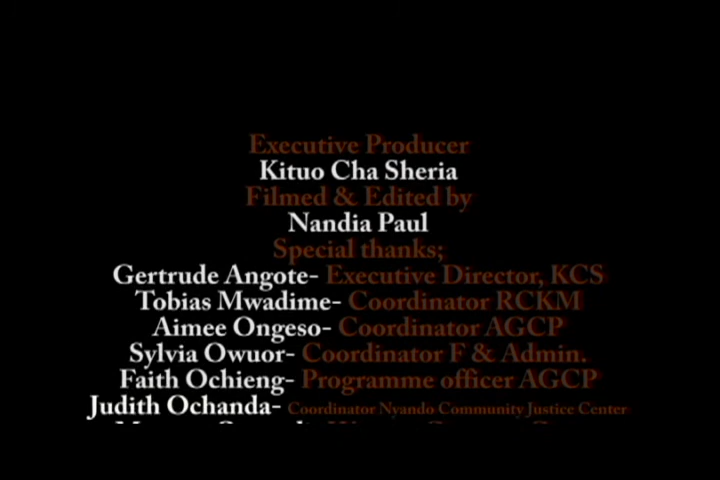 Executive Producer
Kituo Cha Sheria
Filmed & Edited by
Nandia Paul
Special thanks;
Gertrude Angote- Executive Director, KCS
Tobias Mwadime- Coordinator RCKM
Aimee Ongeso- Coordinator AGCP
Sylvia Owuor- Coordinator F & Admin.
Faith Ochieng- Programme officer AGCP
Judith Ochanda- Coordinator Nyando Community Justice Center